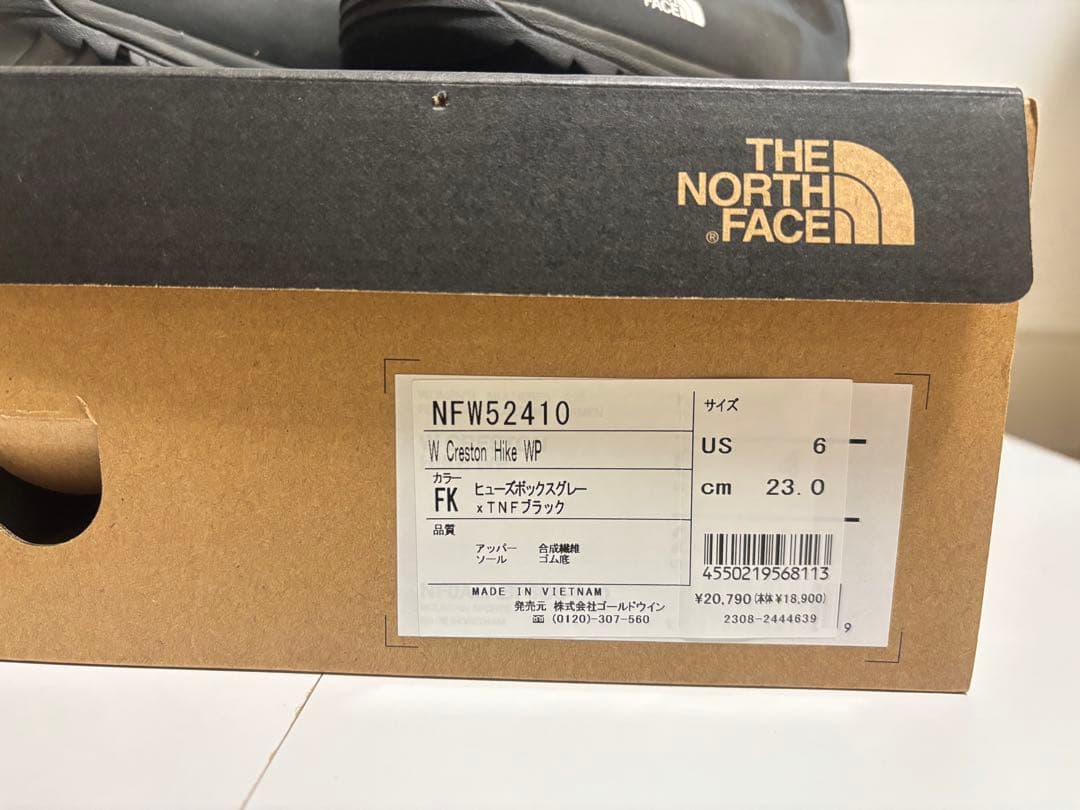 FACE
THE
NORTH
® FACE
NFW52410
W Creston Hike WP
カラー
FK ヒューズボックスグレー
×TNFブラック
品質
アッパー 合成繊維
ソール ゴム底
MADE IN VIETNAM
発売元 株式会社ゴールドウイン
(0120)-307-560
サイズ
US 6
cm 23.0
4550219568113
¥20,790(本体¥18,900)
2308-2444639
9